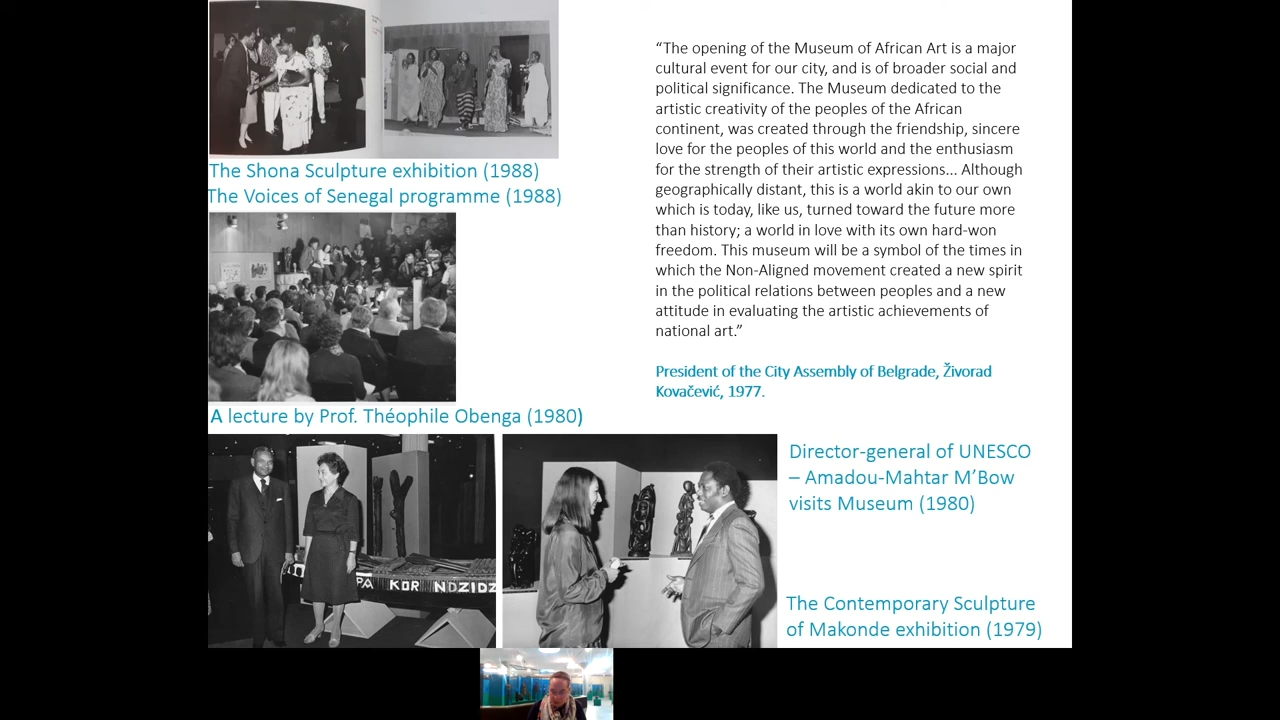 The Shona Sculpture exhibition (1988)
The Voices of Senegal programme (1988)
A lecture by Prof. Théophile Obenga (1980)
“The opening of the Museum of African Art is a major
cultural event for our city, and is of broader social and
political significance. The Museum dedicated to the
artistic creativity of the peoples of the African
continent, was created through the friendship, sincere
love for the peoples of this world and the enthusiasm
for the strength of their artistic expressions... Although
geographically distant, this is a world akin to our own
which is today, like us, turned toward the future more
than history; a world in love with its own hard-won
freedom. This museum will be a symbol of the times in
which the Non-Aligned movement created a new spirit
in the political relations between peoples and a new
attitude in evaluating the artistic achievements of
national art.”
President of the City Assembly of Belgrade, Živorad
Kovačević, 1977.
PA KOR NDZIDZ
Director-general of UNESCO
– Amadou-Mahtar M’Bow
visits Museum (1980)
The Contemporary Sculpture
of Makonde exhibition (1979)